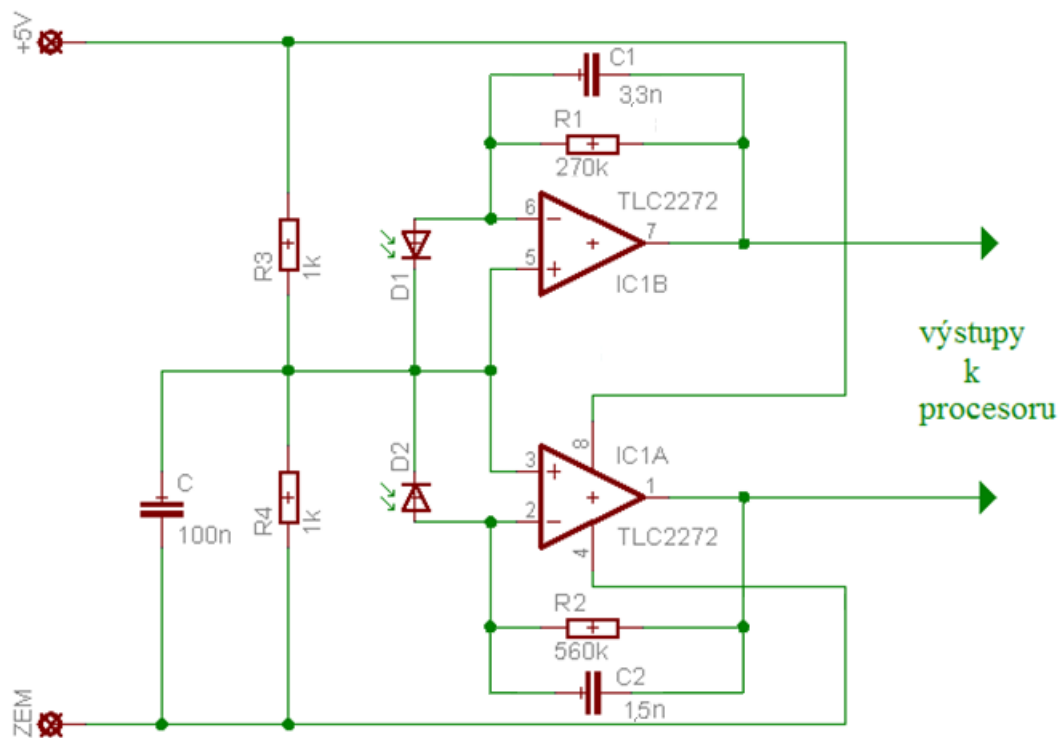 +5V
C1
3,3n
R1
270k
TLC2272
6
7
5
IC1B
D1
R3
1k
výstupy
k
procesoru
D2
8
IC1A
3
1
2
TLC2272
4
C
100n
R4
1k
R2
560k
C2
1,5n
ZEM